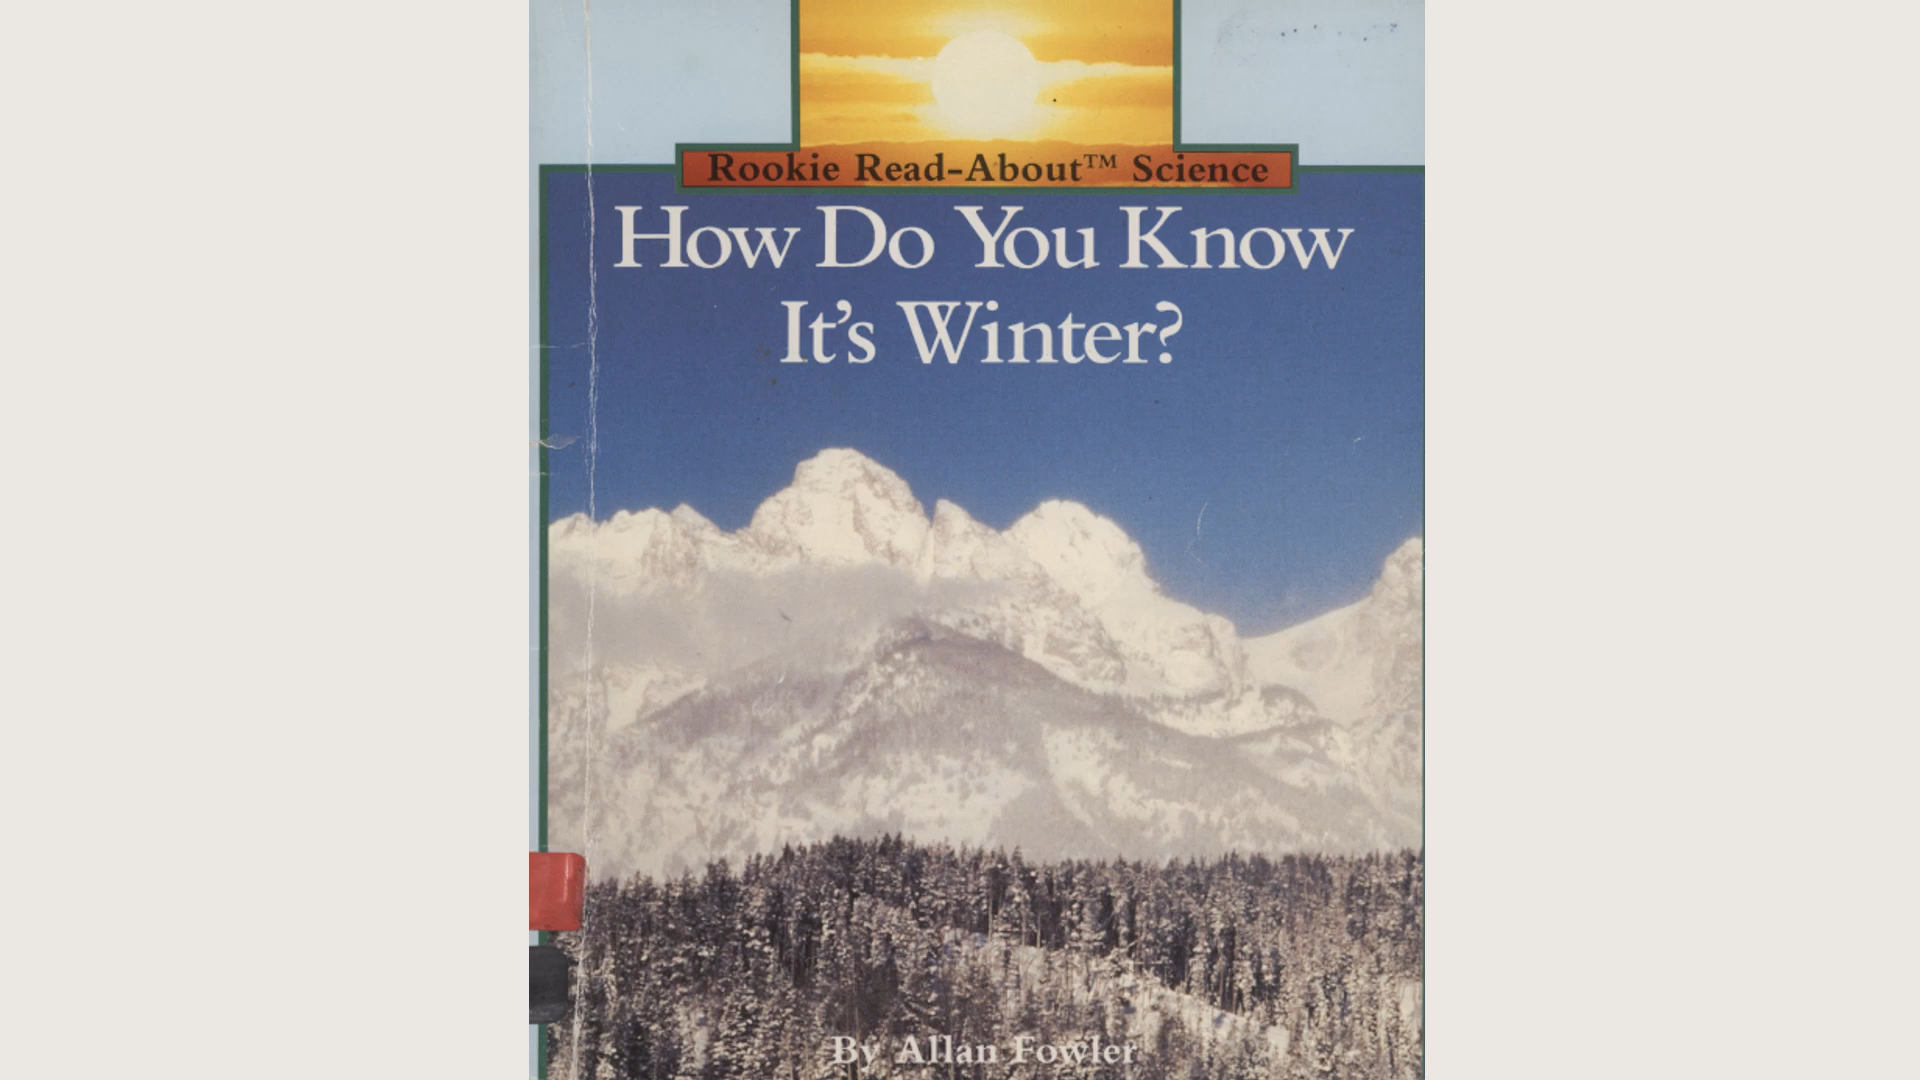 Rookie Read-About™ Science
How Do You Know
It's Winter?
By Allan Fowler